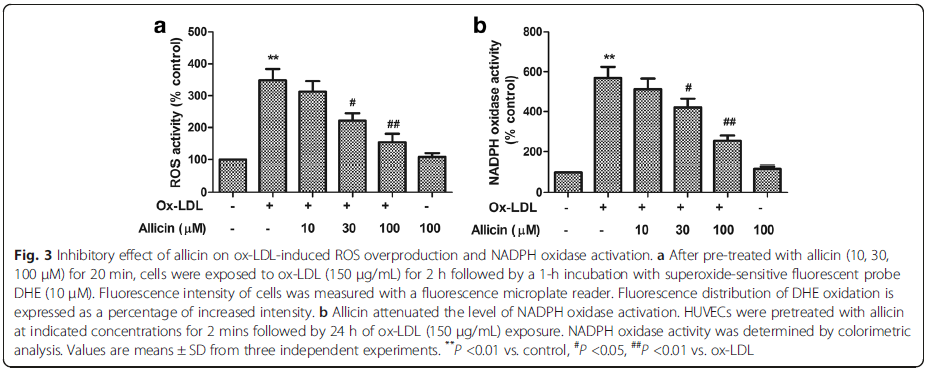 a
b
500
400
300
200
100
0
ROS activity (% control)
**
#
##
Ox-LDL - + + + + -
Allicin (μM) - - 10 30 100 100
800
600
400
200
0
NADPH oxidase activity
(% control)
**
#
##
Ox-LDL - + + + + -
Allicin (μM) - - 10 30 100 100
Fig. 3 Inhibitory effect of allicin on ox-LDL-induced ROS overproduction and NADPH oxidase activation. a After pre-treated with allicin (10, 30,
100 μM) for 20 min, cells were exposed to ox-LDL (150 μg/mL) for 2 h followed by a 1-h incubation with superoxide-sensitive fluorescent probe
DHE (10 μM). Fluorescence intensity of cells was measured with a fluorescence microplate reader. Fluorescence distribution of DHE oxidation is
expressed as a percentage of increased intensity. b Allicin attenuated the level of NADPH oxidase activation. HUVECs were pretreated with allicin
at indicated concentrations for 2 mins followed by 24 h of ox-LDL (150 μg/mL) exposure. NADPH oxidase activity was determined by colorimetric
analysis. Values are means ± SD from three independent experiments. **P <0.01 vs. control, #P <0.05, ##P <0.01 vs. ox-LDL